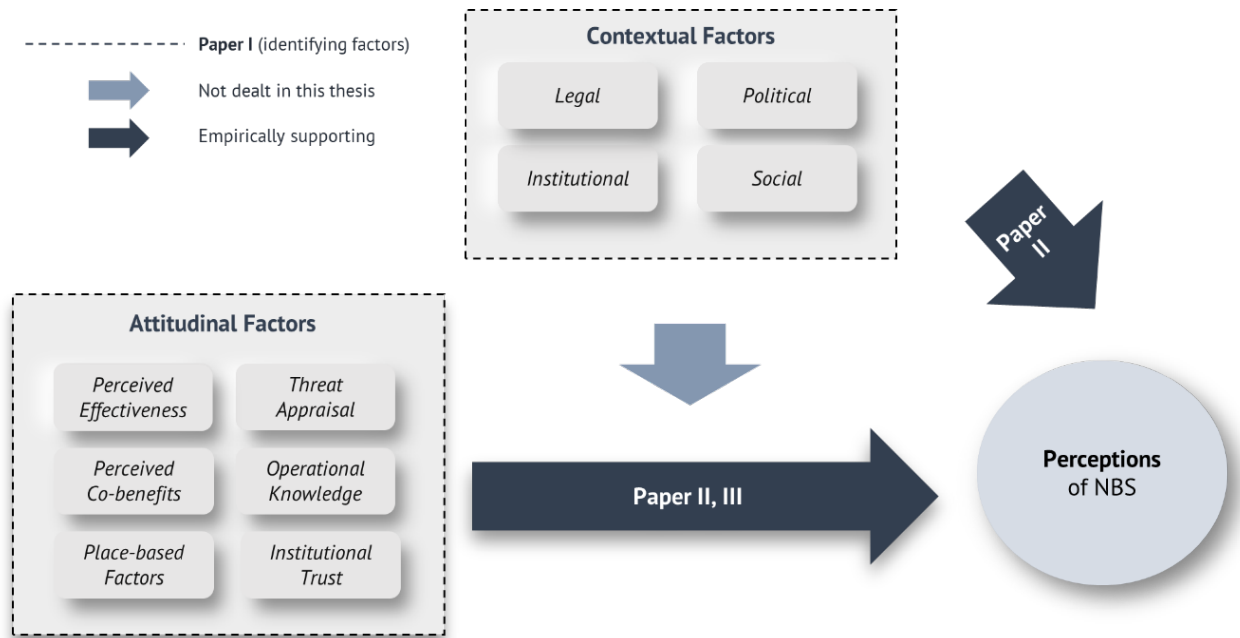 Paper I (identifying factors)
Not dealt in this thesis
Empirically supporting
Contextual Factors
Legal
Political
Institutional
Social
Paper
II
Attitudinal Factors
Perceived
Effectiveness
Threat
Appraisal
Perceived
Co-benefits
Operational
Knowledge
Place-based
Factors
Institutional
Trust
Paper II, III
Perceptions
of NBS